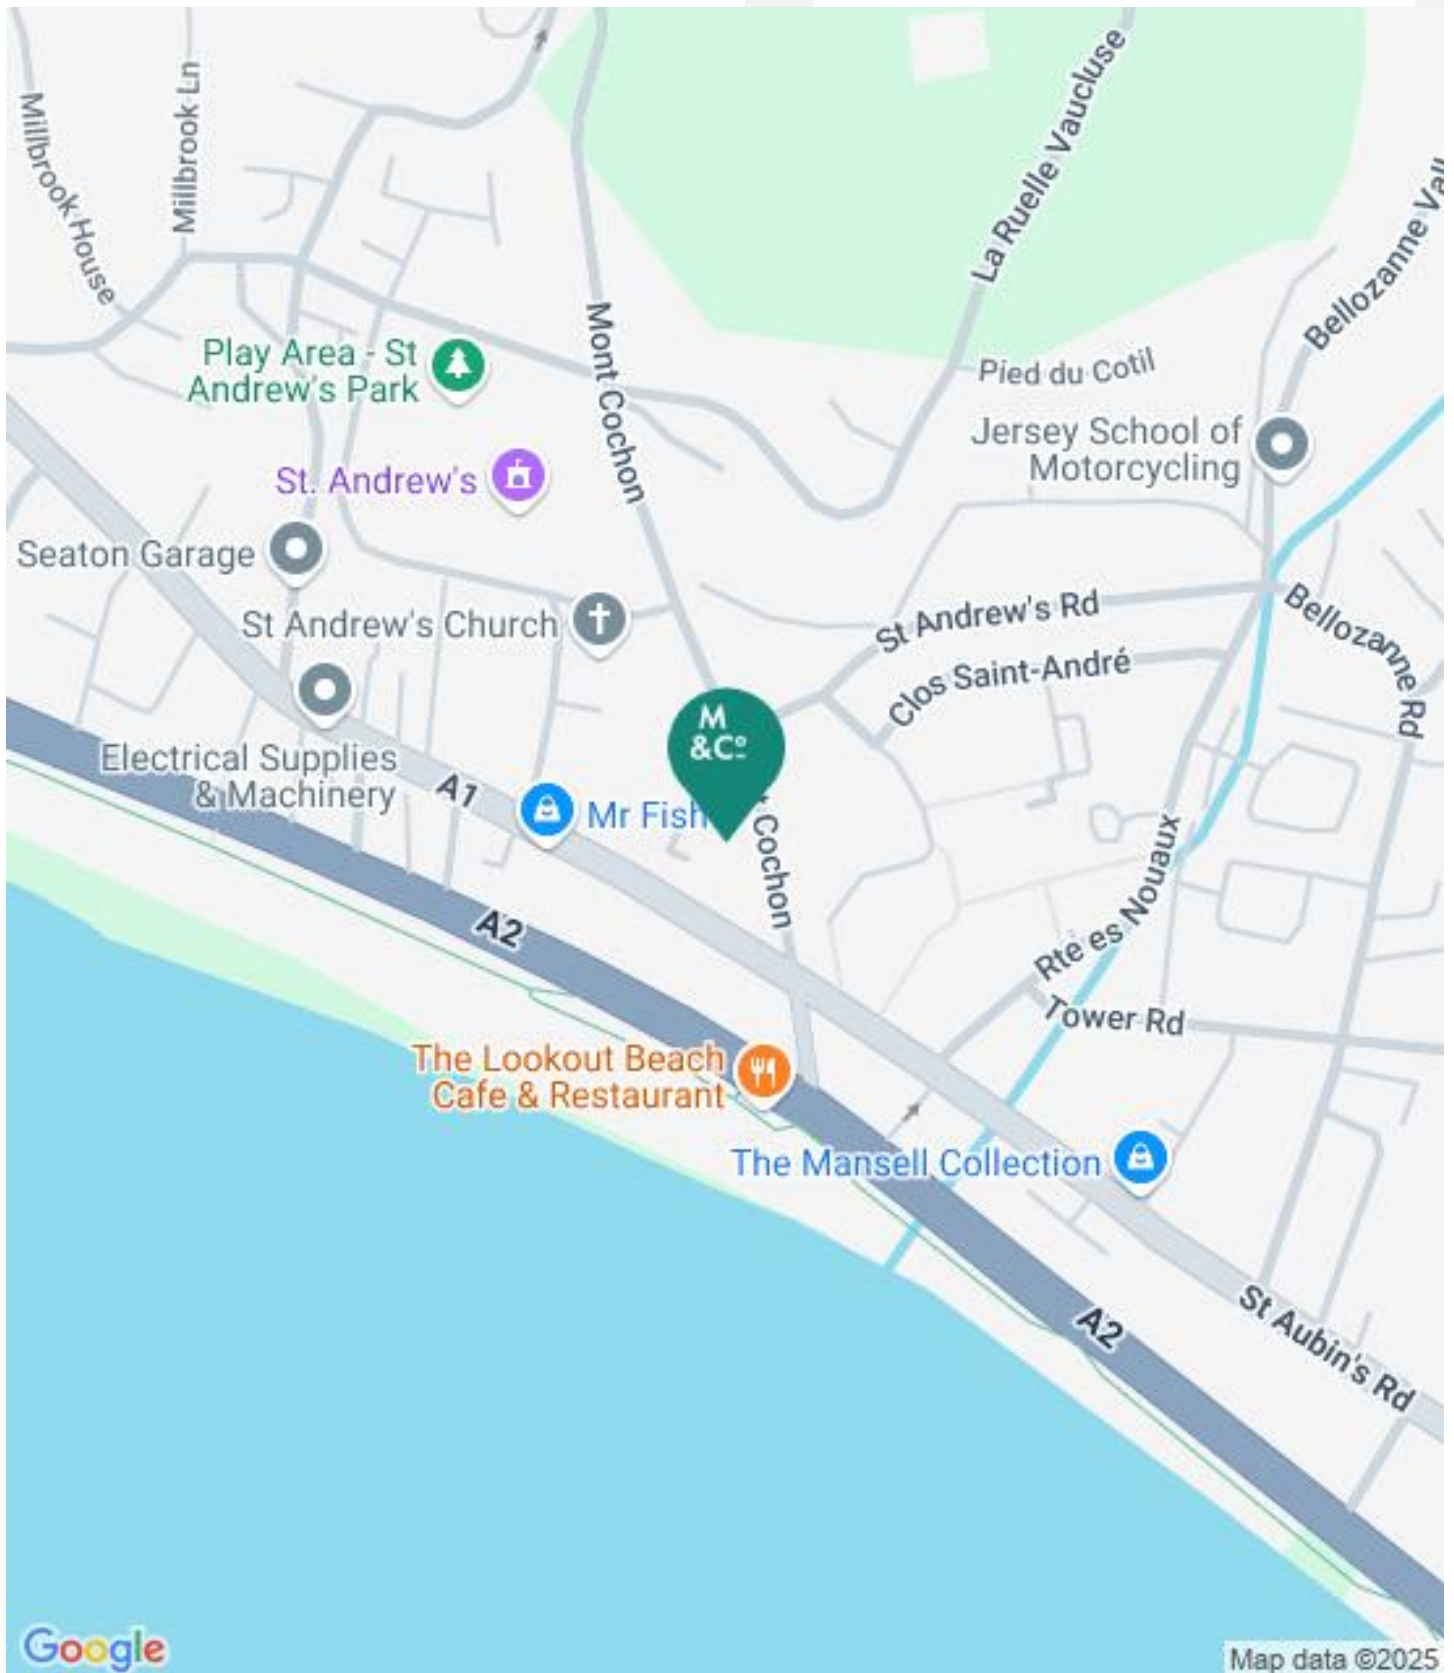 Millbrook House
Millbrook Ln
La Ruelle Vaucluse
Bellozanne Vall
Mont Cochon
Play Area - St
Andrew's Park
Pied du Cotil
Jersey School of
Motorcycling
St. Andrew's
Seaton Garage
St Andrew's Church
St Andrew's Rd
Bellozanne Rd
Clos Saint-André
M
&Co
Electrical Supplies
& Machinery
A1
Mr Fish
t Cochon
A2
Rte es Nouaux
Tower Rd
The Lookout Beach
Cafe & Restaurant
The Mansell Collection
A2
St Aubin's Rd
Google
Map data ©2025